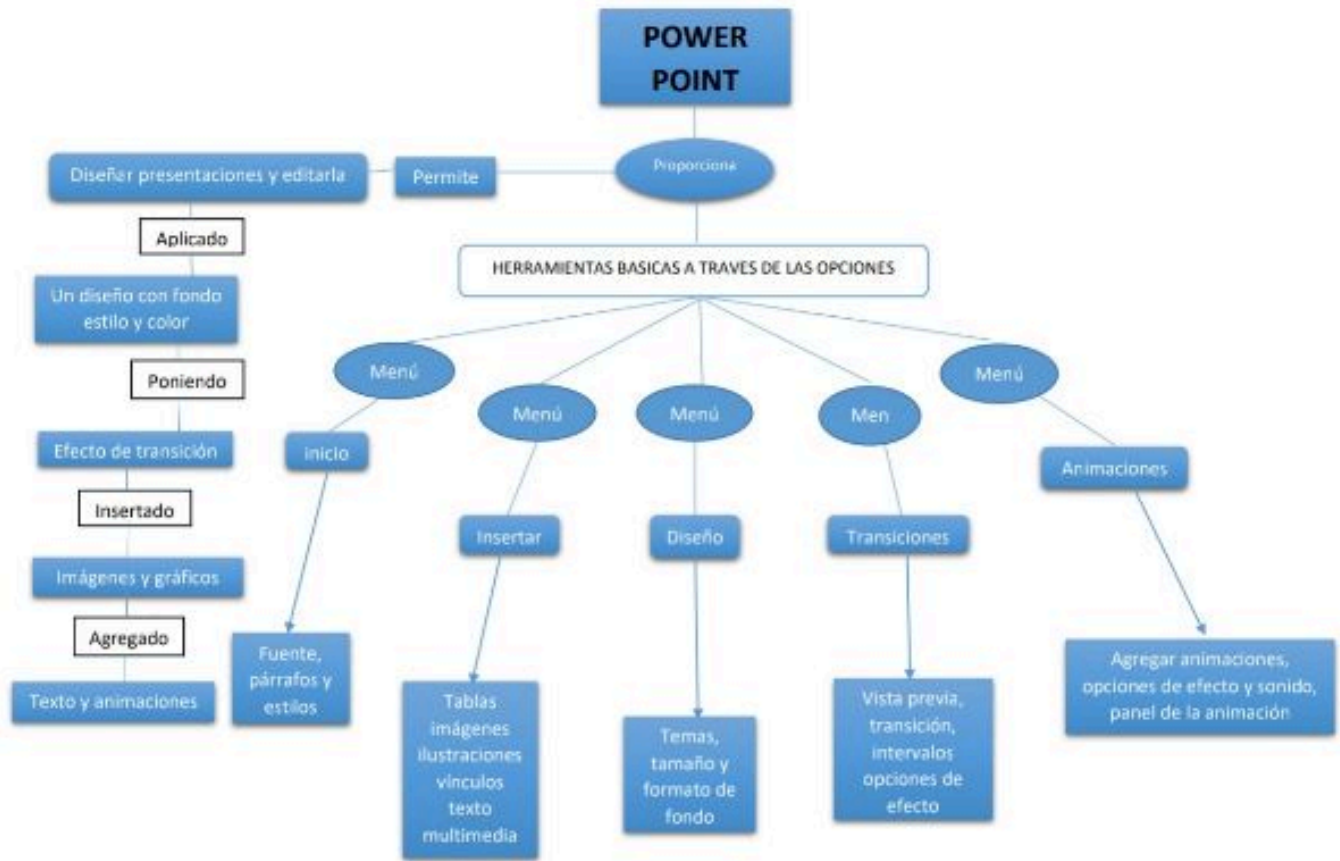 POWER
POINT
Proporciona
Permite
Diseñar presentaciones y editarla
Aplicado
Un diseño con fondo
estilo y color
Poniendo
Efecto de transición
Insertado
Imágenes y gráficos
Agregado
Texto y animaciones
HERRAMIENTAS BASICAS A TRAVES DE LAS OPCIONES
Menú
inicio
Fuente,
párrafos y
estilos
Menú
Insertar
Tablas
imágenes
ilustraciones
vínculos
texto
multimedia
Menú
Diseño
Temas,
tamaño y
formato de
fondo
Men
Transiciones
Vista previa,
transición,
intervalos
opciones de
efecto
Menú
Animaciones
Agregar animaciones,
opciones de efecto y sonido,
panel de la animación